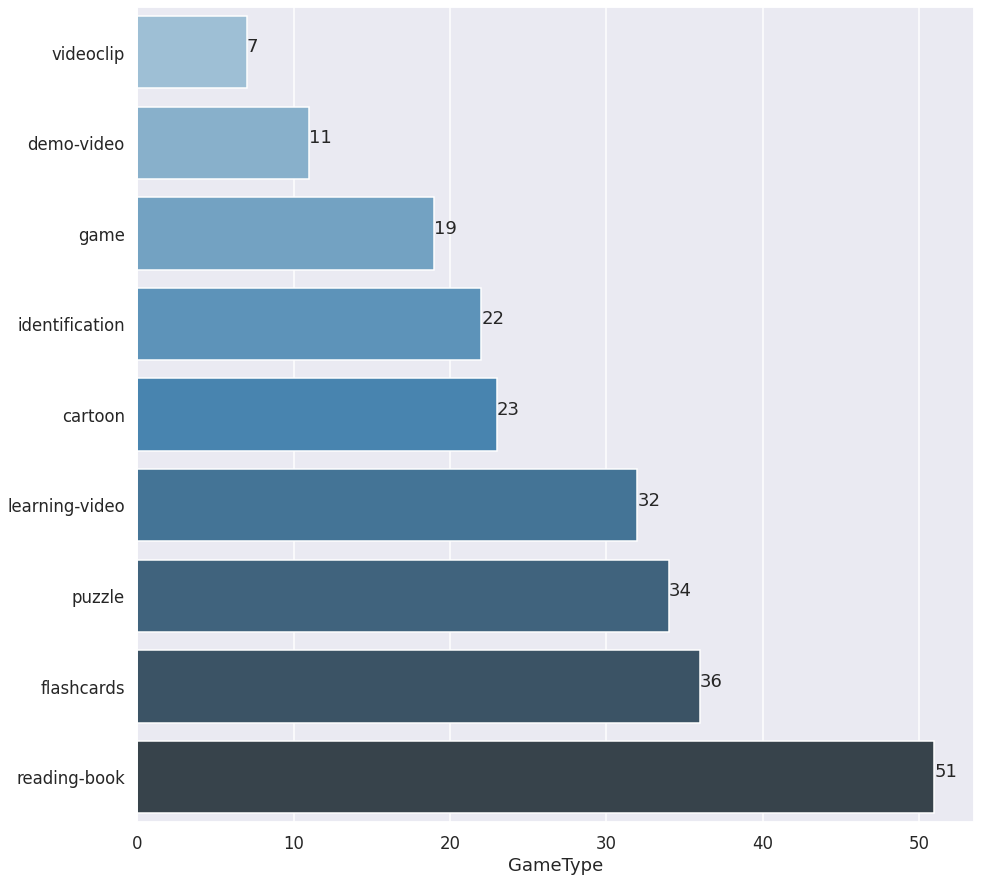 videoclip 7
demo-video 11
game 19
identification 22
cartoon 23
learning-video 32
puzzle 34
flashcards 36
reading-book 51
0 10 20 30 40 50
GameType